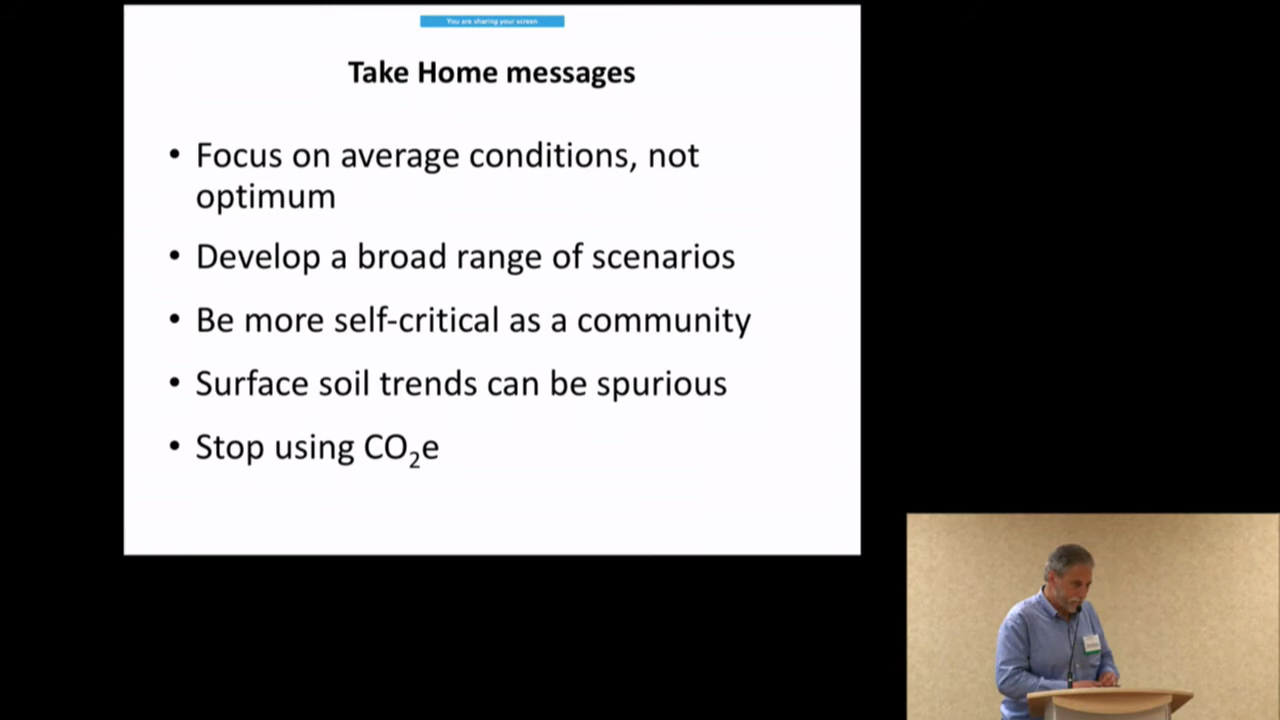 You are sharing your screen
Take Home messages
• Focus on average conditions, not
optimum
• Develop a broad range of scenarios
• Be more self-critical as a community
• Surface soil trends can be spurious
• Stop using CO₂e